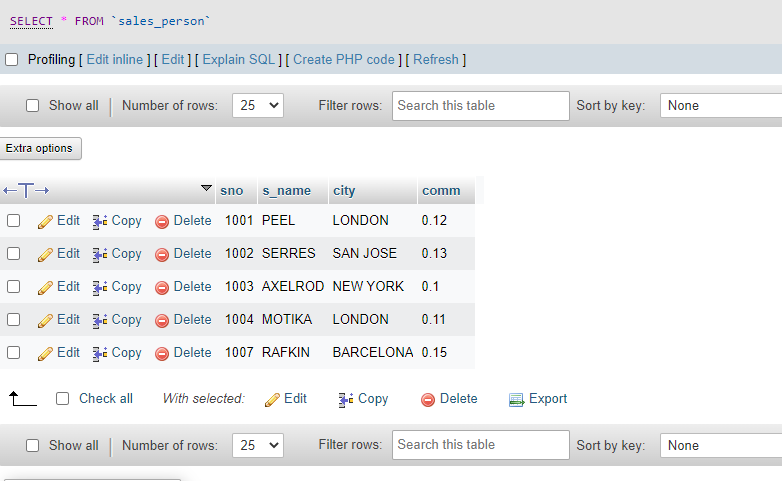 SELECT * FROM `sales_person`
Profiling [ Edit inline ] [ Edit ] [ Explain SQL ] [ Create PHP code ] [ Refresh ]
Show all Number of rows: 25 Filter rows: Search this table Sort by key: None
Extra options
sno s_name city comm
Edit Copy Delete 1001 PEEL LONDON 0.12
Edit Copy Delete 1002 SERRES SAN JOSE 0.13
Edit Copy Delete 1003 AXELROD NEW YORK 0.1
Edit Copy Delete 1004 MOTIKA LONDON 0.11
Edit Copy Delete 1007 RAFKIN BARCELONA 0.15
Check all With selected: Edit Copy Delete Export
Show all Number of rows: 25 Filter rows: Search this table Sort by key: None